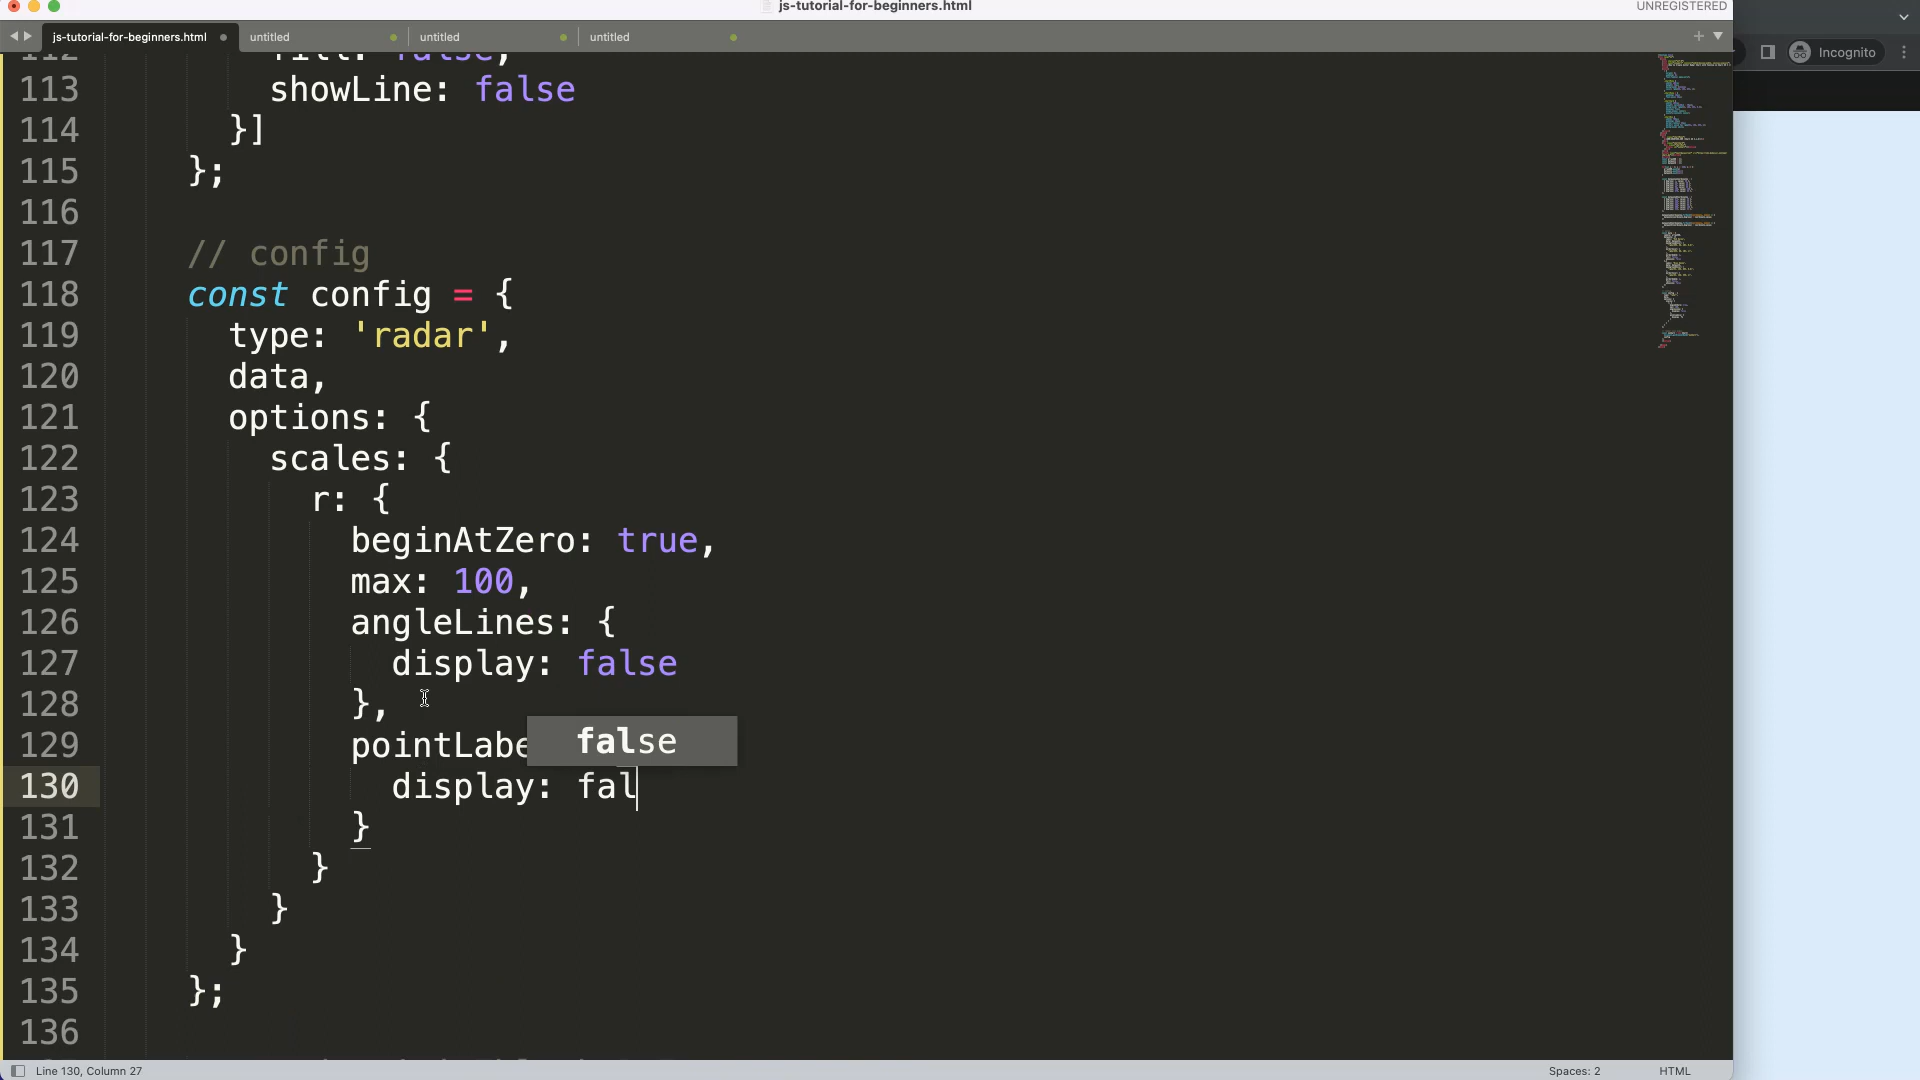 js-tutorial-for-beginners.html
UNREGISTERED
js-tutorial-for-beginners.html untitled untitled untitled
Incognito
112 fill: false,
113 showLine: false
114 }]
115 };
116
117 // config
118 const config = {
119 type: 'radar',
120 data,
121 options: {
122 scales: {
123 r: {
124 beginAtZero: true,
125 max: 100,
126 angleLines: {
127 display: false
128 },
129 pointLabe
false
130 display: fal
131 }
132 }
133 }
134 }
135 };
136
Line 130, Column 27
Spaces: 2
HTML